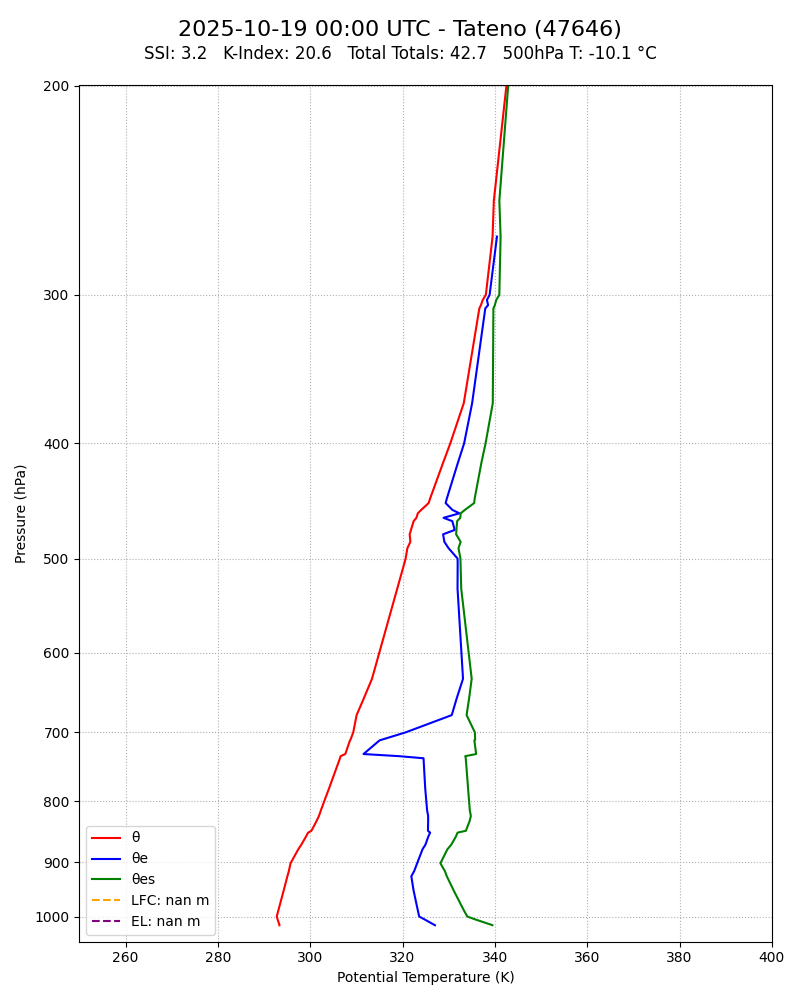 2025-10-19 00:00 UTC - Tateno (47646)
SSI: 3.2   K-Index: 20.6   Total Totals: 42.7   500hPa T: -10.1 °C
200
300
400
500
600
700
800
900
1000
Pressure (hPa)
θ
θe
θes
LFC: nan m
EL: nan m
260 280 300 320 340 360 380 400
Potential Temperature (K)